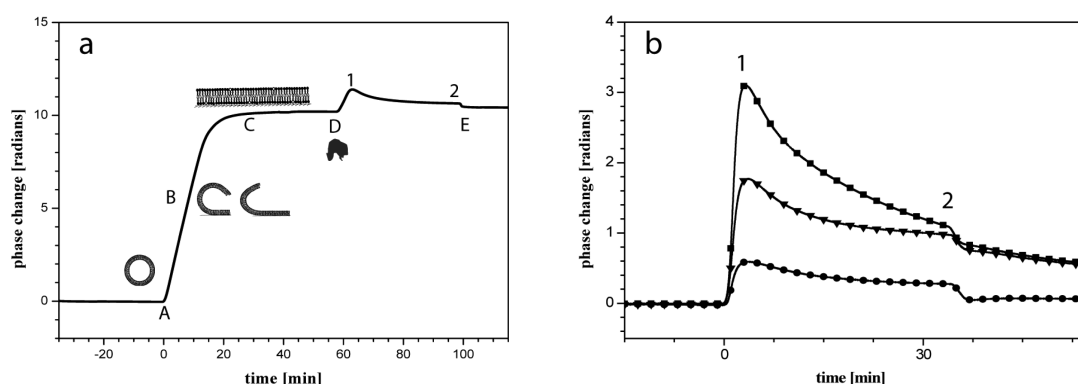 a
15
10
5
0
phase change [radians]
-20 0 20 40 60 80 100
time [min]
A
B
C
D
E
1
2
b
4
3
2
1
0
phase change [radians]
0 30
time [min]
1
2